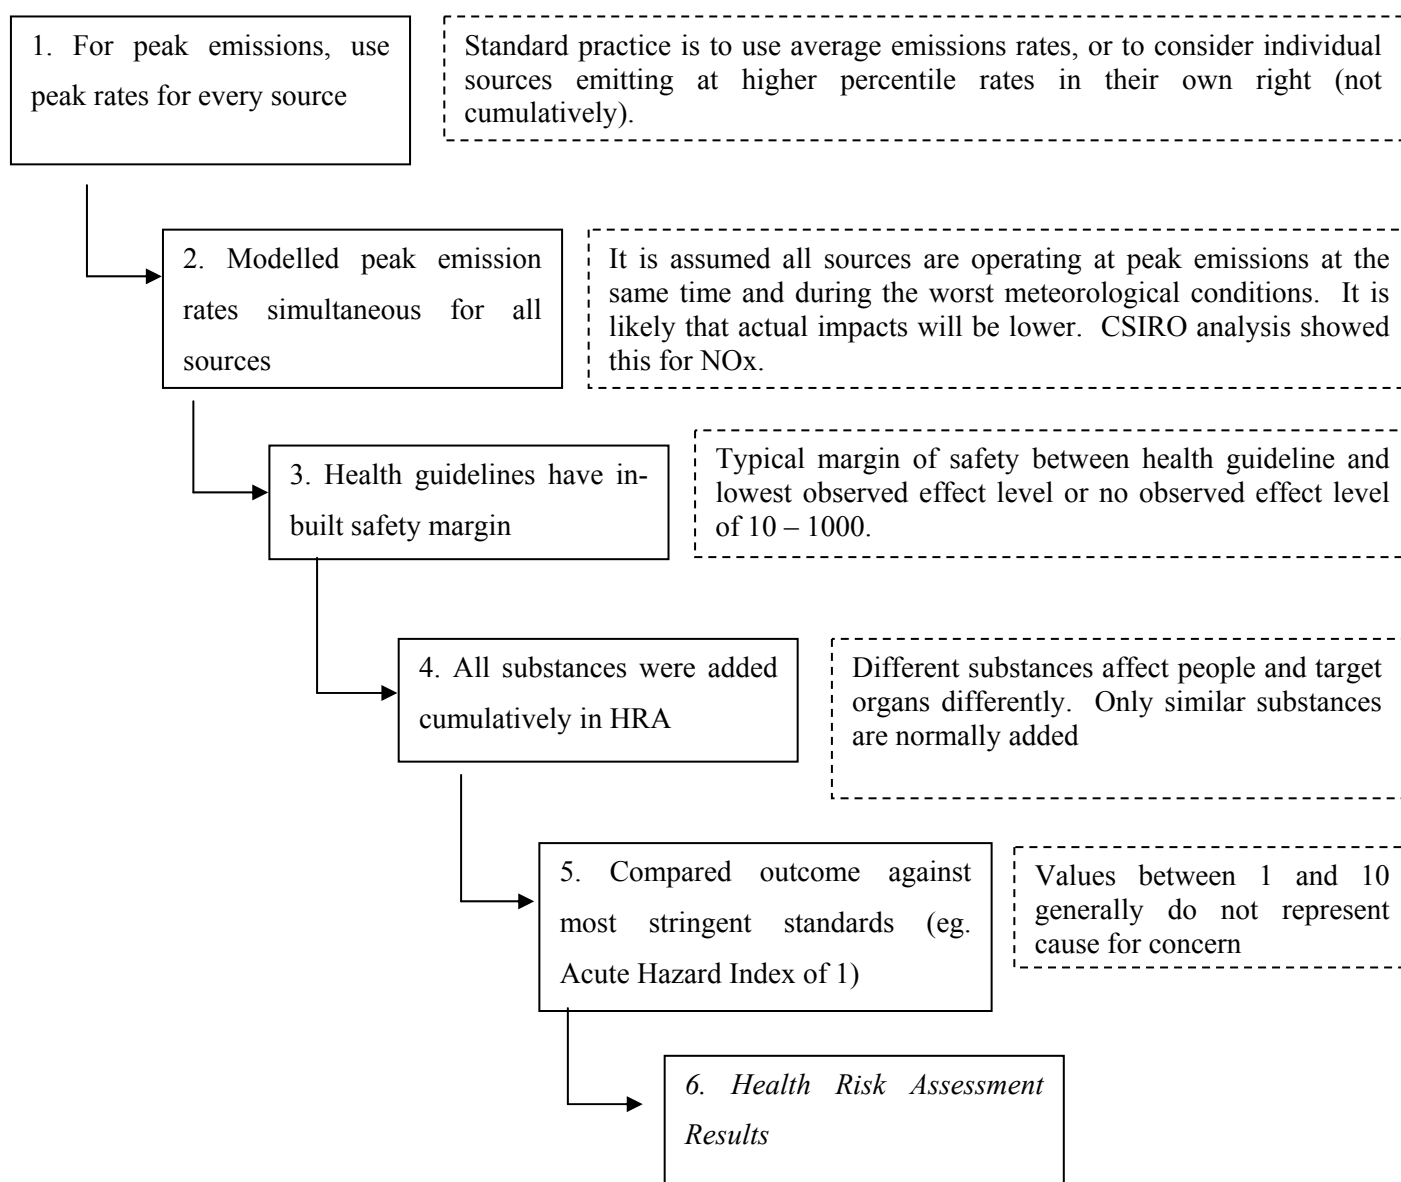 1. For peak emissions, use
peak rates for every source
Standard practice is to use average emissions rates, or to consider individual
sources emitting at higher percentile rates in their own right (not
cumulatively).
2. Modelled peak emission
rates simultaneous for all
sources
It is assumed all sources are operating at peak emissions at the
same time and during the worst meteorological conditions. It is
likely that actual impacts will be lower. CSIRO analysis showed
this for NOx.
3. Health guidelines have in-
built safety margin
Typical margin of safety between health guideline and
lowest observed effect level or no observed effect level
of 10 – 1000.
4. All substances were added
cumulatively in HRA
Different substances affect people and target
organs differently. Only similar substances
are normally added
5. Compared outcome against
most stringent standards (eg.
Acute Hazard Index of 1)
Values between 1 and 10
generally do not represent
cause for concern
6. Health Risk Assessment
Results